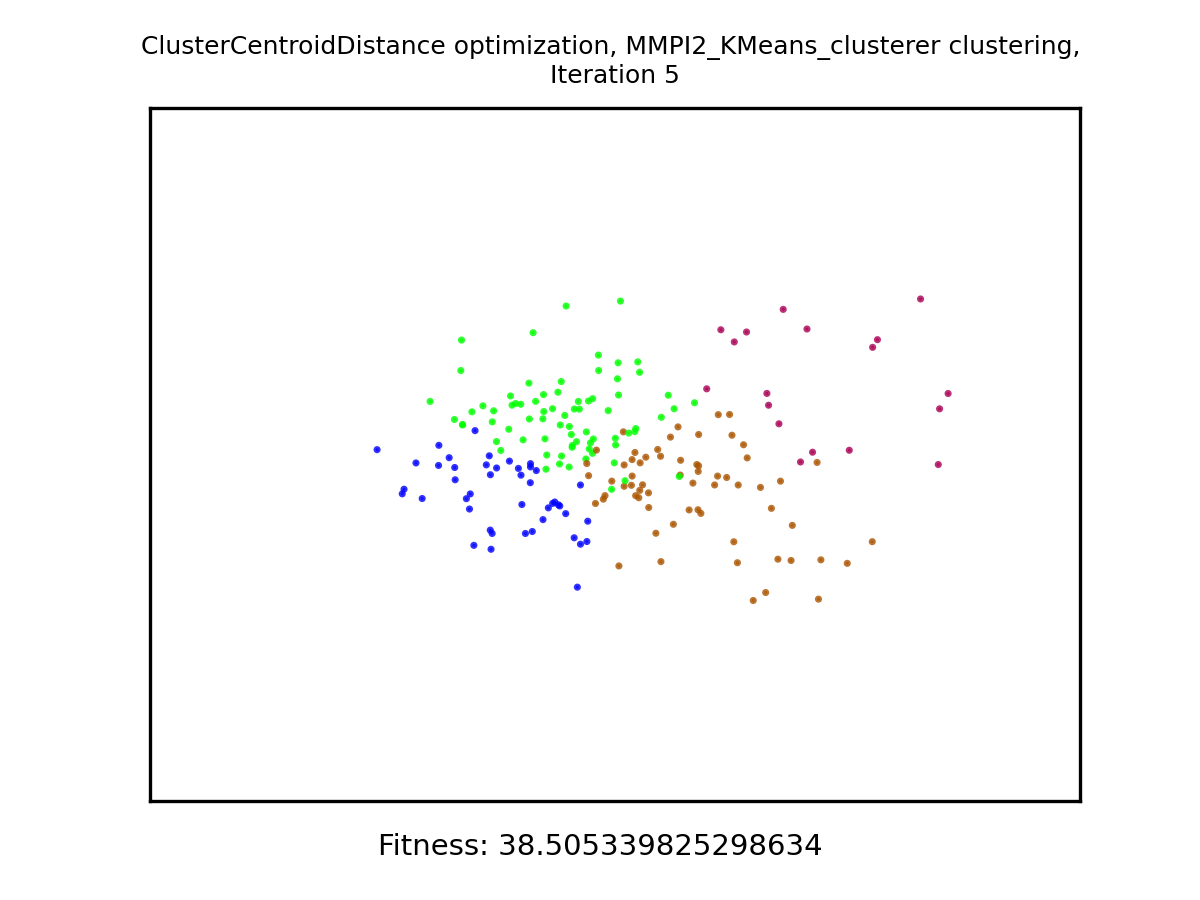 ClusterCentroidDistance optimization, MMPI2_KMeans_clusterer clustering,
Iteration 5
Fitness: 38.505339825298634